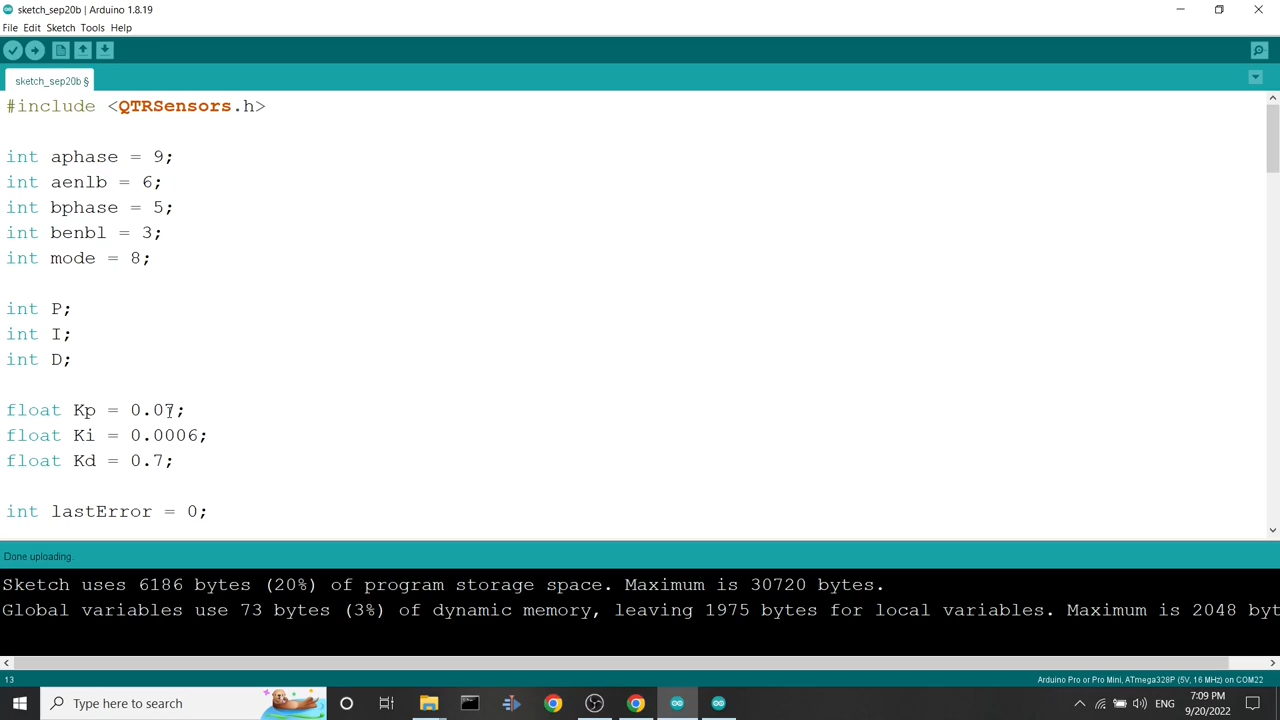 sketch_sep20b | Arduino 1.8.19
File Edit Sketch Tools Help
sketch_sep20b §
#include <QTRSensors.h>
int aphase = 9;
int aenlb = 6;
int bphase = 5;
int benbl = 3;
int mode = 8;
int P;
int I;
int D;
float Kp = 0.07;
float Ki = 0.0006;
float Kd = 0.7;
int lastError = 0;
Done uploading.
Sketch uses 6186 bytes (20%) of program storage space. Maximum is 30720 bytes.
Global variables use 73 bytes (3%) of dynamic memory, leaving 1975 bytes for local variables. Maximum is 2048 byt
13
Arduino Pro or Pro Mini, ATmega328P (5V, 16 MHz) on COM22
Type here to search
ENG
7:09 PM
9/20/2022